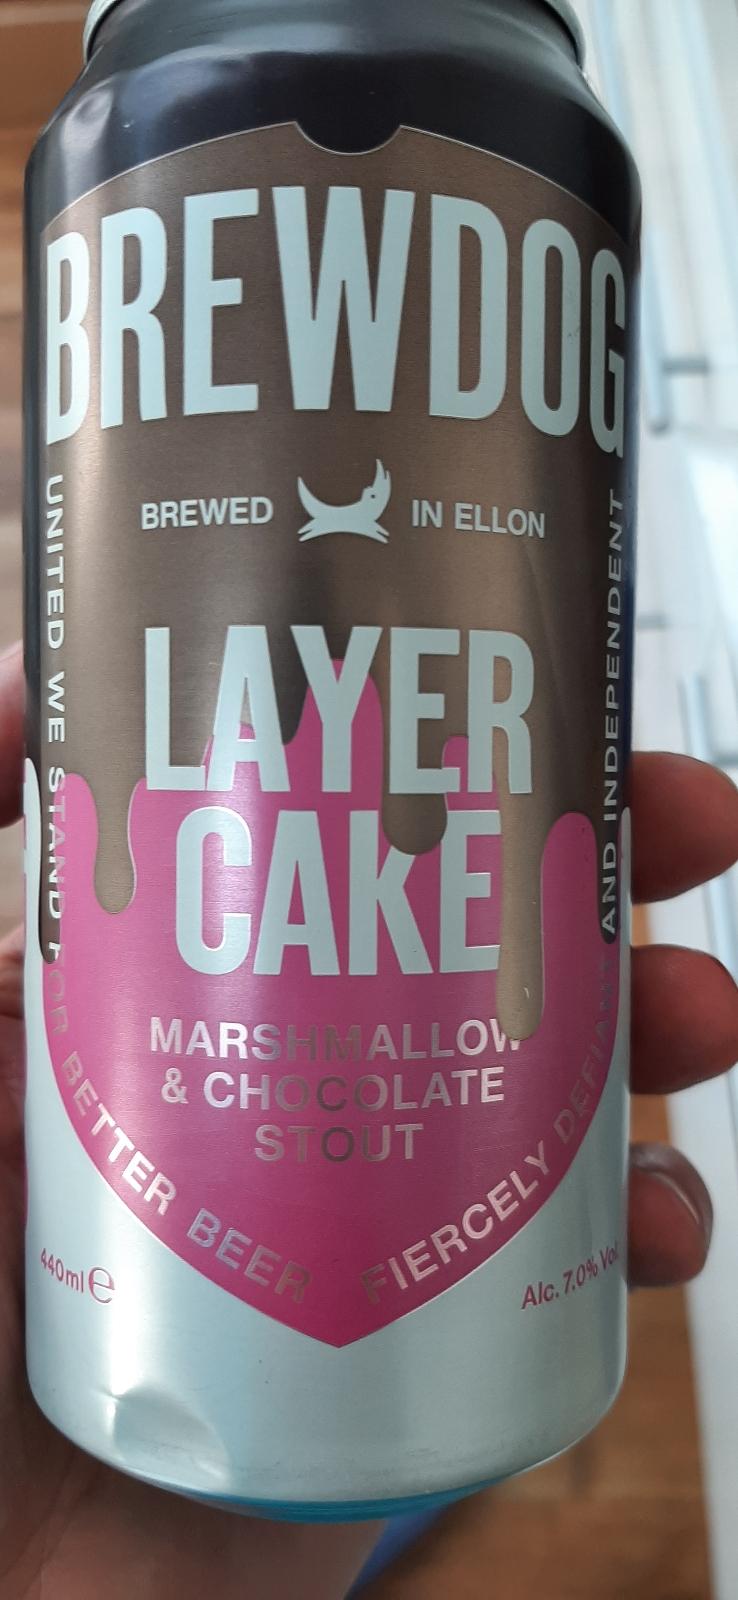 BREWDOG
BREWED IN ELLON
LAYER
CAKE
MARSHMALLOW
& CHOCOLATE
STOUT
UNITED WE STAND FOR BETTER BEER
FIERCELY DEFIANT AND INDEPENDENT
440ml e
Alc. 7.0% Vol.